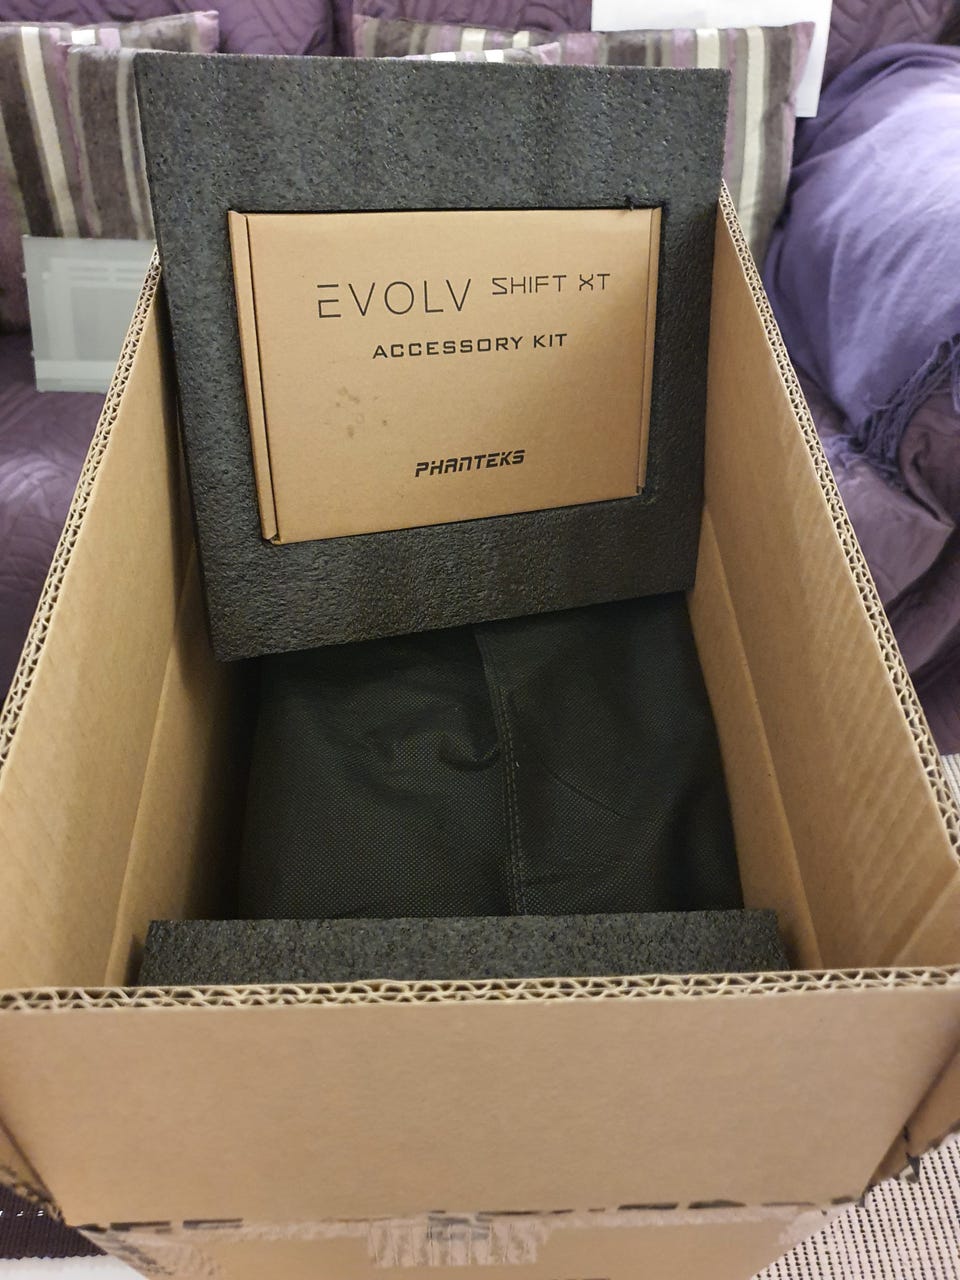 EVOLV SHIFT XT
ACCESSORY KIT
PHANTEKS